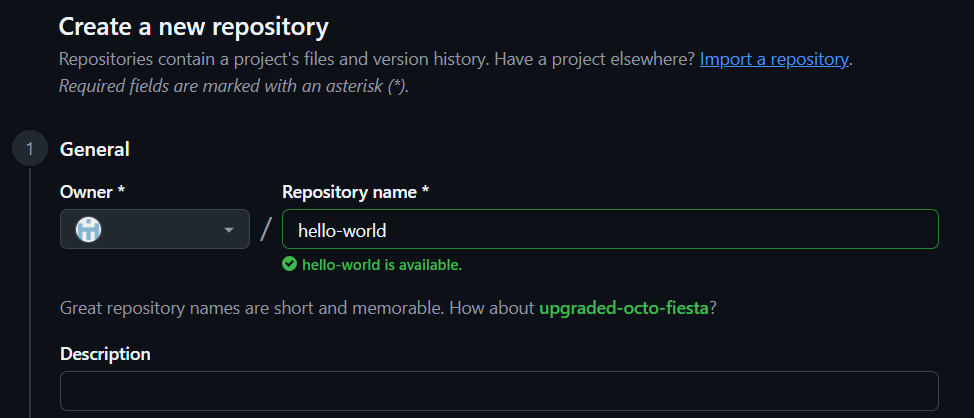 Create a new repository
Repositories contain a project's files and version history. Have a project elsewhere? Import a repository.
Required fields are marked with an asterisk (*).
1 General
Owner * Repository name *
/ hello-world
hello-world is available.
Great repository names are short and memorable. How about upgraded-octo-fiesta?
Description